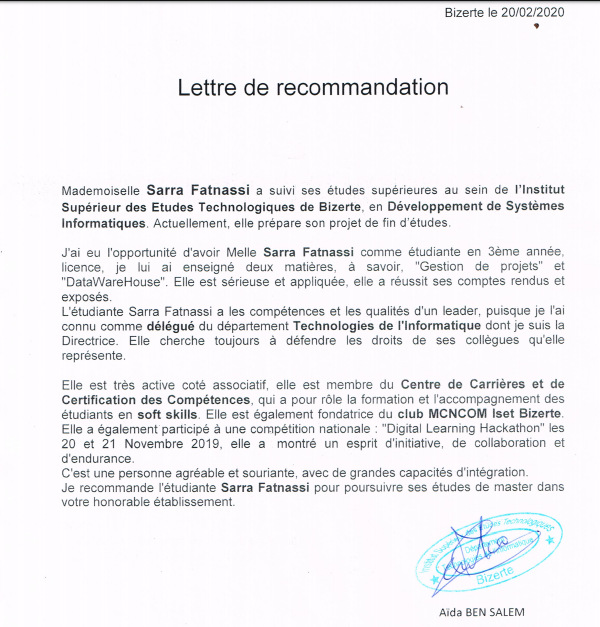 Bizerte le 20/02/2020
Lettre de recommandation
Mademoiselle Sarra Fatnassi a suivi ses études supérieures au sein de l'Institut
Supérieur des Etudes Technologiques de Bizerte, en Développement de Systèmes
Informatiques. Actuellement, elle prépare son projet de fin d'études.
J'ai eu l'opportunité d'avoir Melle Sarra Fatnassi comme étudiante en 3éme année,
licence, je lui ai enseigné deux matières, à savoir, "Gestion de projets" et
"DataWareHouse". Elle est sérieuse et appliquée, elle a réussit ses comptes rendus et
exposés.
L'étudiante Sarra Fatnassi a les compétences et les qualités d'un leader, puisque je l'ai
connu comme délégué du département Technologies de l'Informatique dont je suis la
Directrice. Elle cherche toujours à défendre les droits de ses collègues qu'elle
représente.
Elle est très active coté associatif, elle est membre du Centre de Carrières et de
Certification des Compétences, qui a pour rôle la formation et l'accompagnement des
étudiants en soft skills. Elle est également fondatrice du club MCNCOM Iset Bizerte.
Elle a également participé à une compétition nationale : "Digital Learning Hackathon" les
20 et 21 Novembre 2019, elle a montré un esprit d'initiative, de collaboration et
d'endurance.
C'est une personne agréable et souriante, avec de grandes capacités d'intégration.
Je recommande l'étudiante Sarra Fatnassi pour poursuivre ses études de master dans
votre honorable établissement.
Bizerte
Aïda BEN SALEM